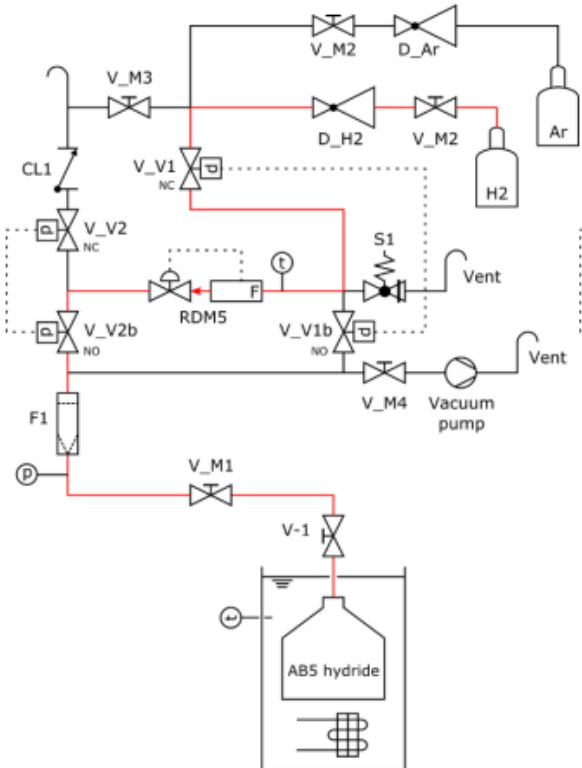 V_M2
D_Ar
V_M3
D_H2
V_M2
Ar
CL1
V_V1
NC
p
H2
p
V_V2
NC
S1
t
Vent
F
RDM5
V_V1b
NO
p
p
V_V2b
NO
Vent
V_M4
Vacuum
pump
F1
p
V_M1
V-1
t
AB5 hydride